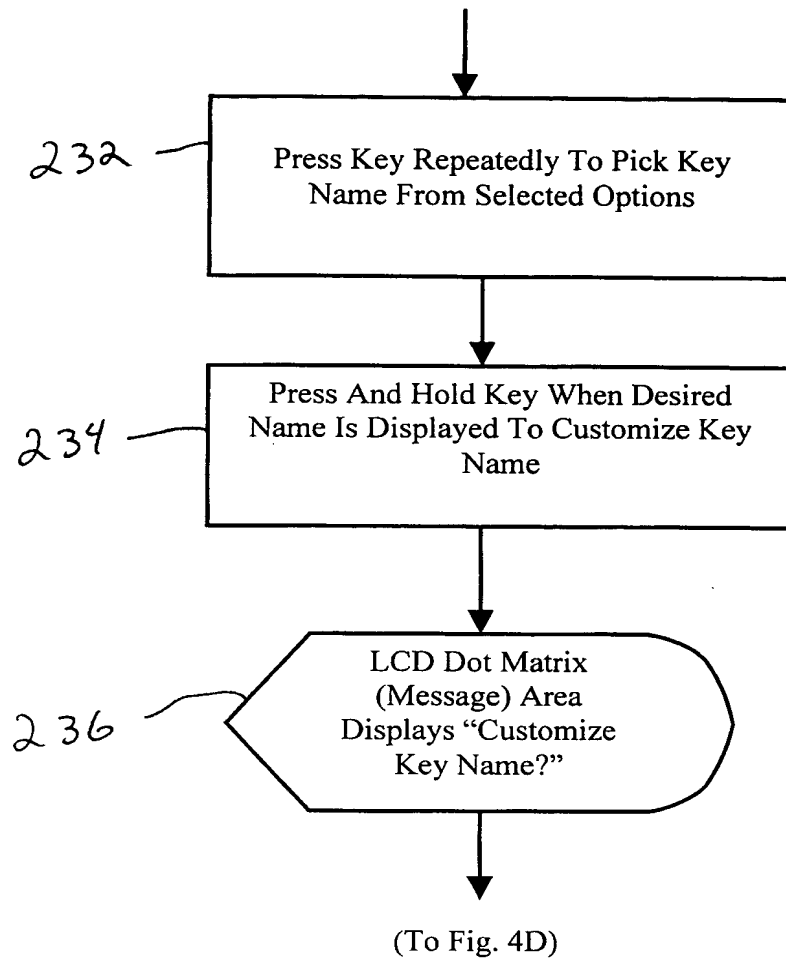 232
Press Key Repeatedly To Pick Key
Name From Selected Options
234
Press And Hold Key When Desired
Name Is Displayed To Customize Key
Name
236
LCD Dot Matrix
(Message) Area
Displays “Customize
Key Name?”
(To Fig. 4D)